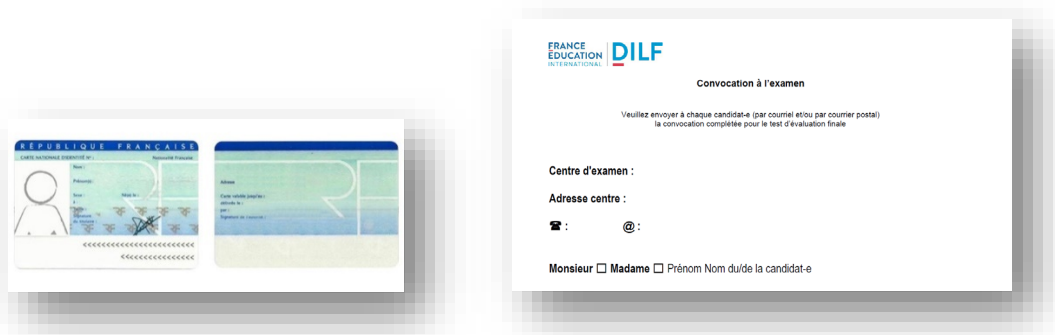 RÉPUBLIQUE FRANÇAISE
CARTE NATIONALE D'IDENTITÉ N° : Nationalité Française
Nom :
Prénom(s) :
Sexe : Né(e) le :
à :
Signature
du titulaire :
<<<<<<<<<<<<<<<<<<<<<<<<<
<<<<<<<<<<<<<<<<
RF
Adresse
Carte valable jusqu'au :
délivrée le :
par :
Signature de l'autorité :
RF
FRANCE
ÉDUCATION
INTERNATIONAL
DILF
Convocation à l'examen
Veuillez envoyer à chaque candidat-e (par courriel et/ou par courrier postal)
la convocation complétée pour le test d'évaluation finale
Centre d'examen :
Adresse centre :
☎ : @ :
Monsieur ☐ Madame ☐ Prénom Nom du/de la candidat-e